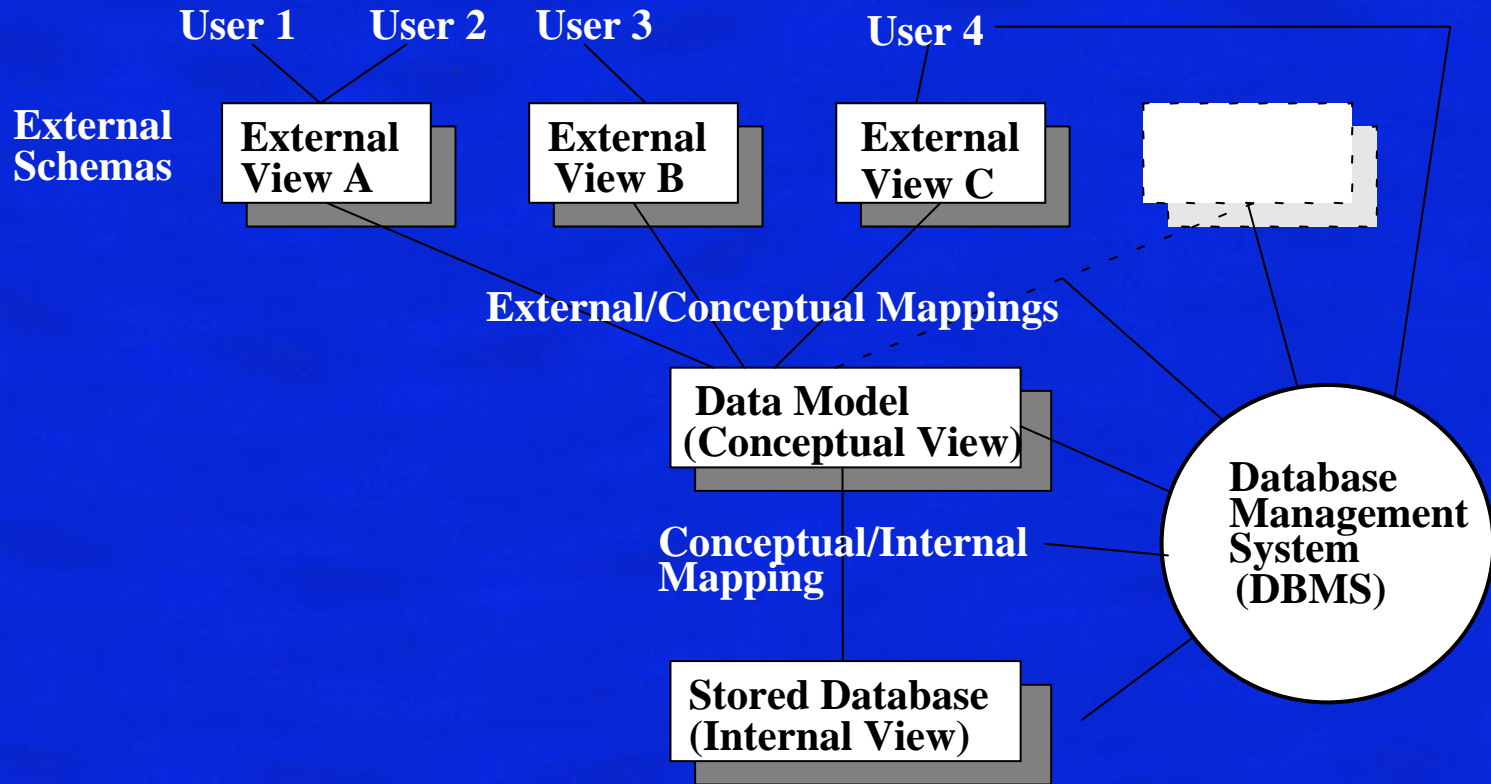 User 1
User 2
User 3
User 4
External
Schemas
External
View A
External
View B
External
View C
External/Conceptual Mappings
Data Model
(Conceptual View)
Conceptual/Internal
Mapping
Database
Management
System
(DBMS)
Stored Database
(Internal View)